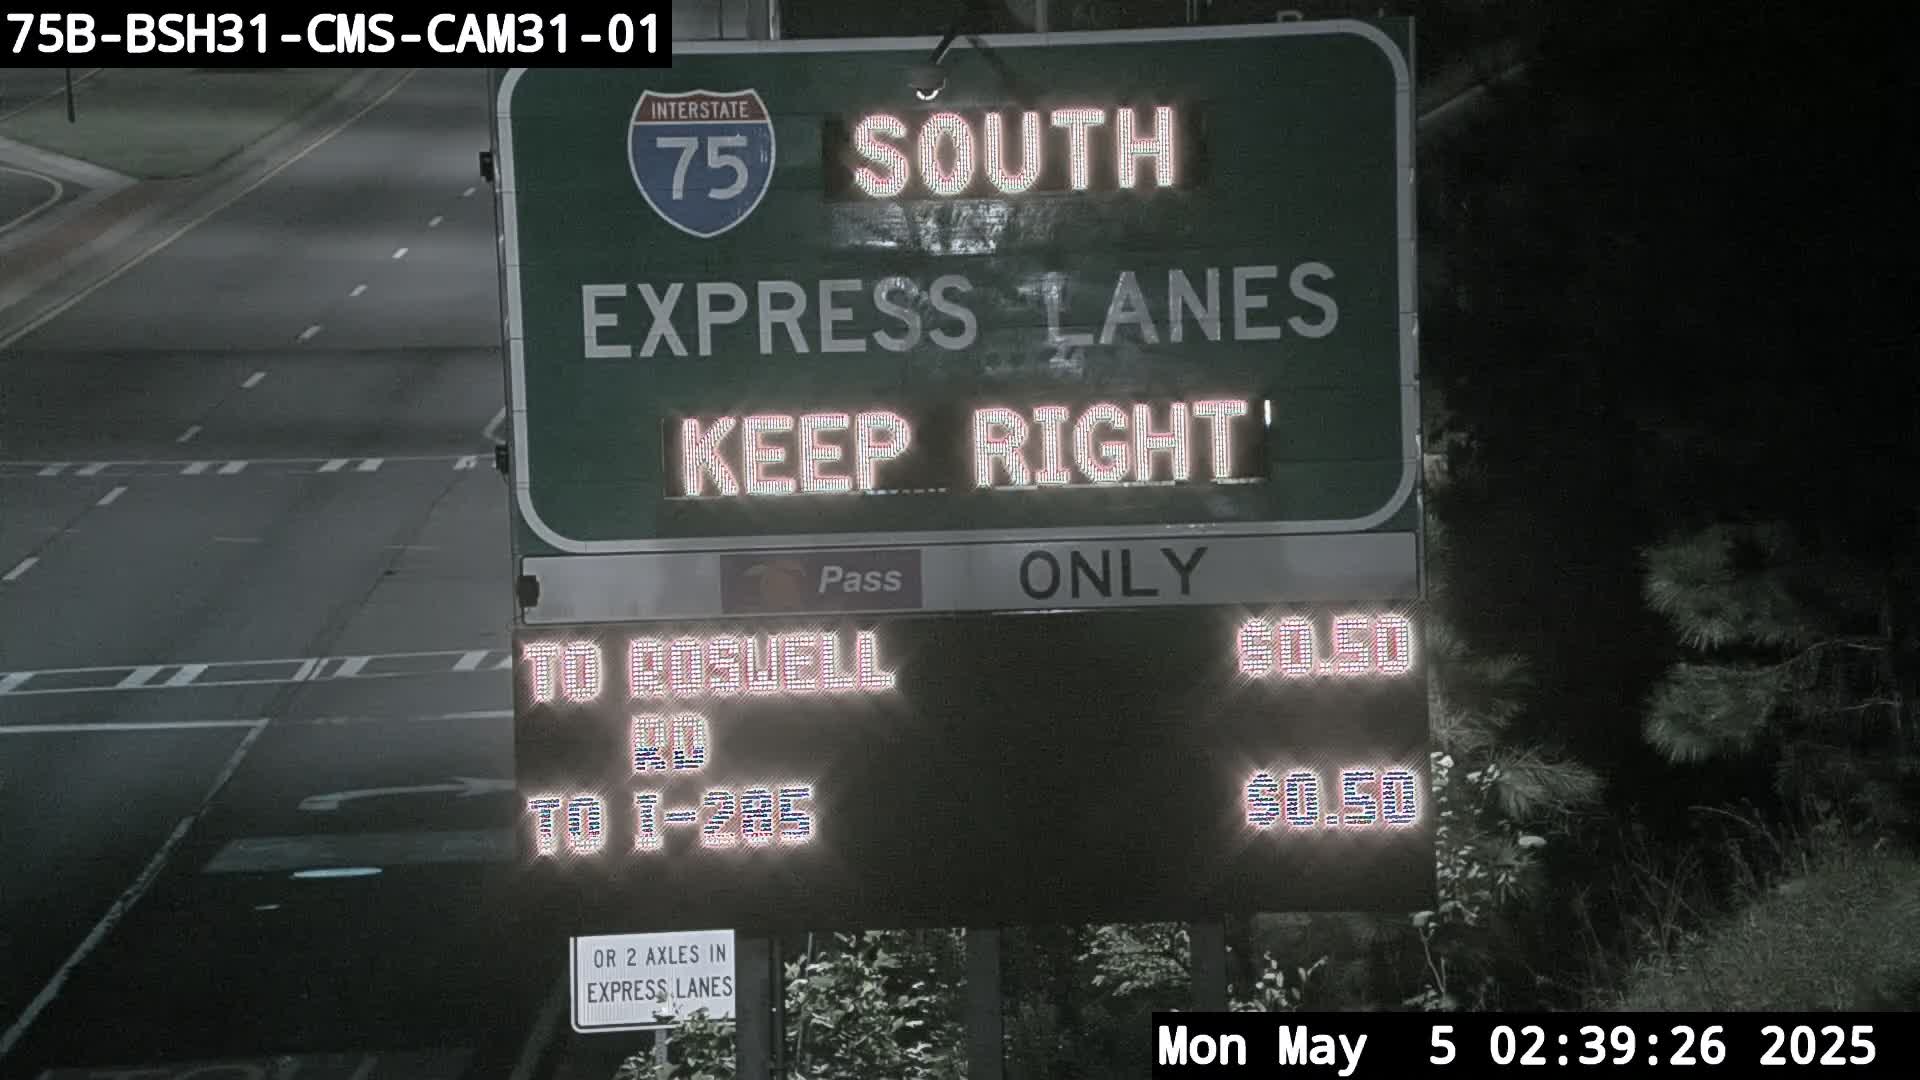 75B-BSH31-CMS-CAM31-01
INTERSTATE
75
SOUTH
EXPRESS LANES
KEEP RIGHT
Pass ONLY
TO ROSWELL $0.50
RD
TO I-285 $0.50
OR 2 AXLES IN
EXPRESS LANES
Mon May 5 02:39:26 2025